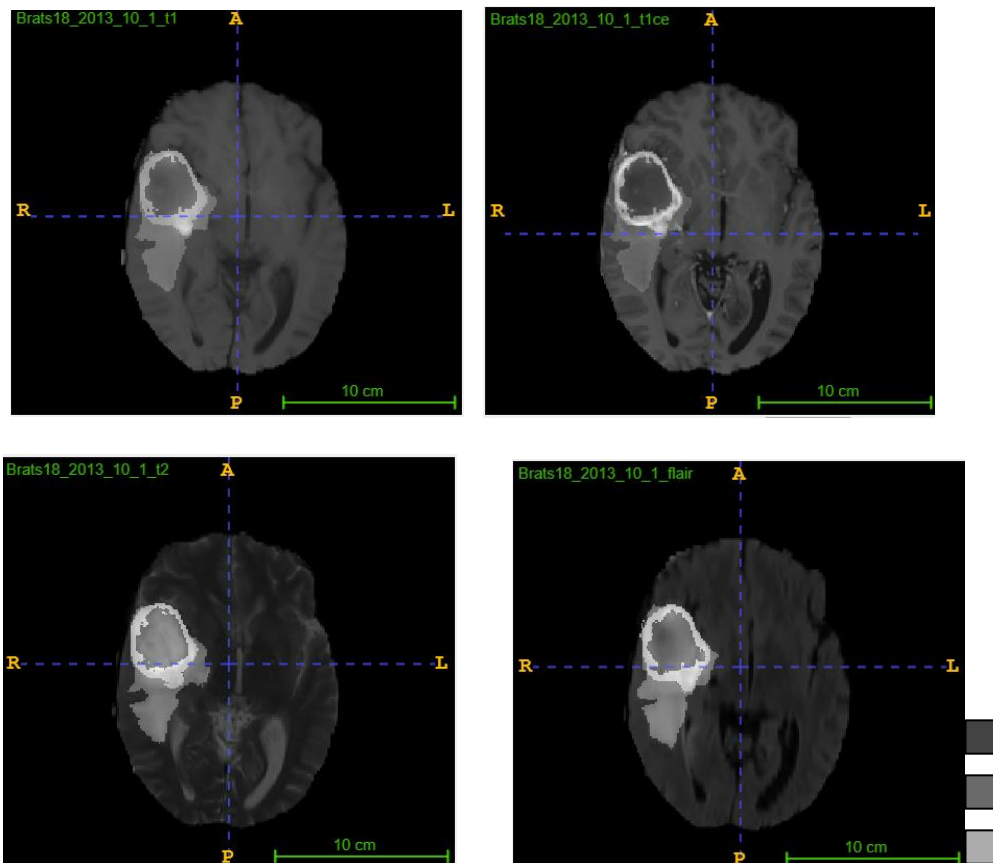 Brats18_2013_10_1_t1
A
R
L
P
10 cm
Brats18_2013_10_1_t1ce
A
R
L
P
10 cm
Brats18_2013_10_1_t2
A
R
L
P
10 cm
Brats18_2013_10_1_flair
A
R
L
P
10 cm